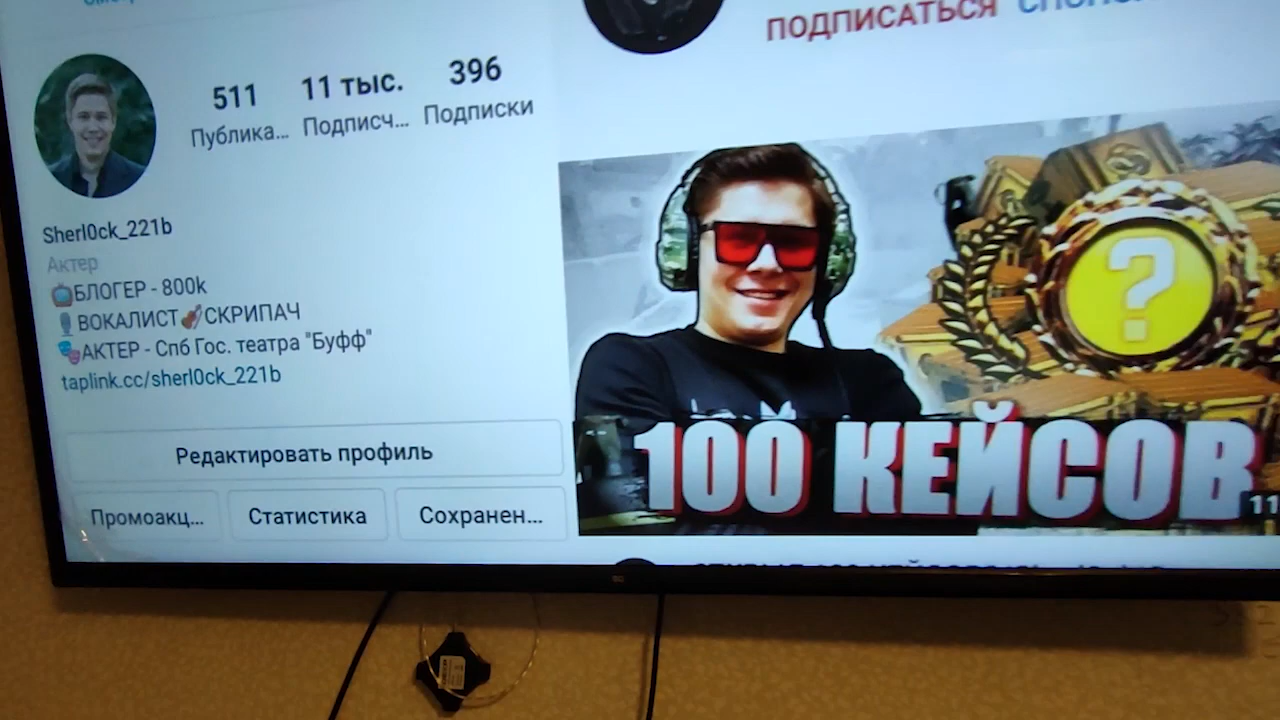 ПОДПИСАТЬСЯ
511 11 тыс. 396
Публика... Подписч... Подписки
Sherl0ck_221b
Актер
БЛОГЕР - 800k
ВОКАЛИСТ СКРИПАЧ
АКТЕР - Спб Гос. театра "Буфф"
taplink.cc/sherl0ck_221b
Редактировать профиль
Промоакц... Статистика Сохранен...
?
100 КЕЙСОВ
11